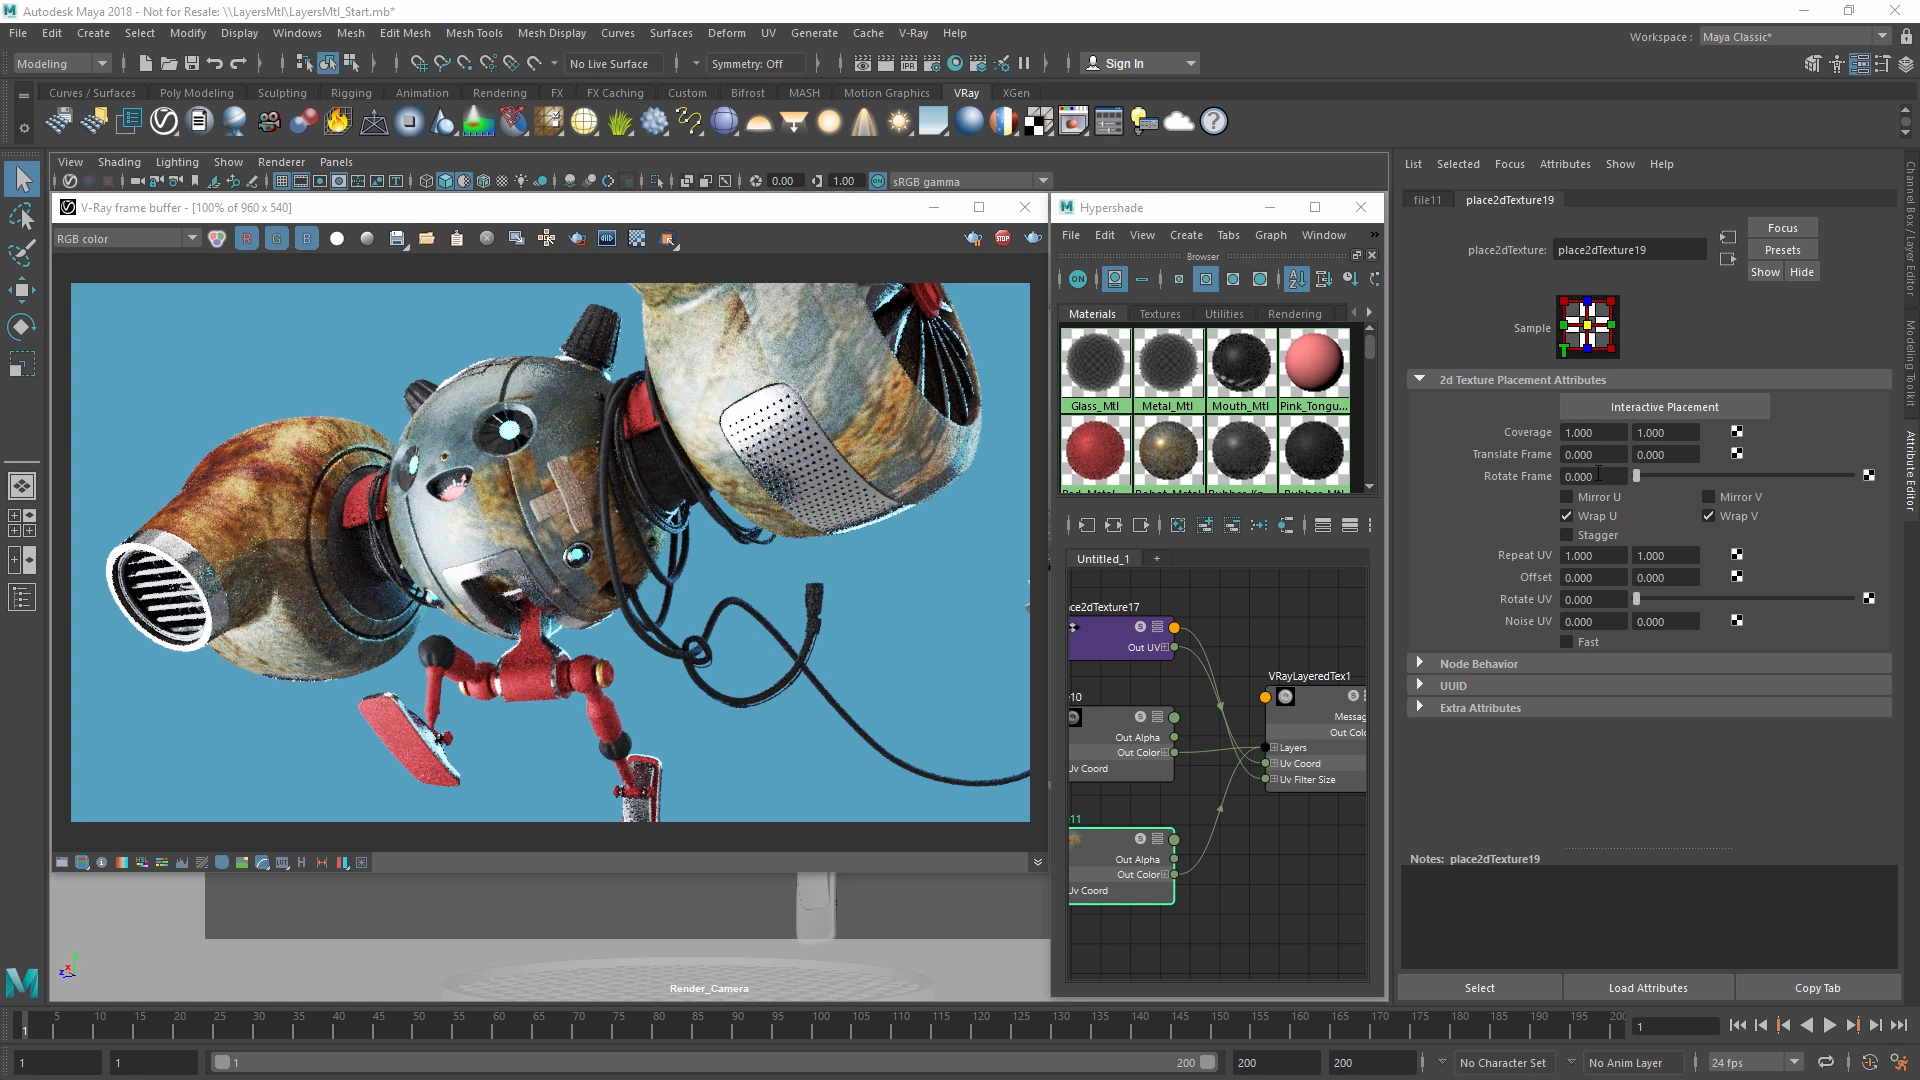 Autodesk Maya 2018 - Not for Resale: \\LayersMtl\LayersMtl_Start.mb*
File Edit Create Select Modify Display Windows Mesh Edit Mesh Mesh Tools Mesh Display Curves Surfaces Deform UV Generate Cache V-Ray Help
Workspace : Maya Classic*
Modeling No Live Surface Symmetry: Off Sign In
Curves / Surfaces Poly Modeling Sculpting Rigging Animation Rendering FX FX Caching Custom Bifrost MASH Motion Graphics VRay XGen
View Shading Lighting Show Renderer Panels
0.00 1.00 ON sRGB gamma
V-Ray frame buffer - [100% of 960 x 540]
RGB color R G B STOP
Hypershade
File Edit View Create Tabs Graph Window
Browser
ON
Materials Textures Utilities Rendering
Glass_Mtl Metal_Mtl Mouth_Mtl Pink_Tongu...
Untitled_1 +
ce2dTexture17
Out UV
VRayLayeredTex1
Messag
Out Colo
Layers
Uv Coord
Uv Filter Size
10
Out Alpha
Out Color
Uv Coord
11
Out Alpha
Out Color
Uv Coord
List Selected Focus Attributes Show Help
file11 place2dTexture19
place2dTexture: place2dTexture19
Focus
Presets
Show Hide
Sample
2d Texture Placement Attributes
Interactive Placement
Coverage 1.000 1.000
Translate Frame 0.000 0.000
Rotate Frame 0.000
Mirror U Mirror V
Wrap U Wrap V
Stagger
Repeat UV 1.000 1.000
Offset 0.000 0.000
Rotate UV 0.000
Noise UV 0.000 0.000
Fast
Node Behavior
UUID
Extra Attributes
Notes: place2dTexture19
Select Load Attributes Copy Tab
Channel Box / Layer Editor
Modeling Toolkit
Attribute Editor
Render_Camera
1 5 10 15 20 25 30 35 40 45 50 55 60 65 70 75 80 85 90 95 100 105 110 115 120 125 130 135 140 145 150 155 160 165 170 175 180 185 190 195 1
1 1 1 200 200 200 No Character Set No Anim Layer 24 fps